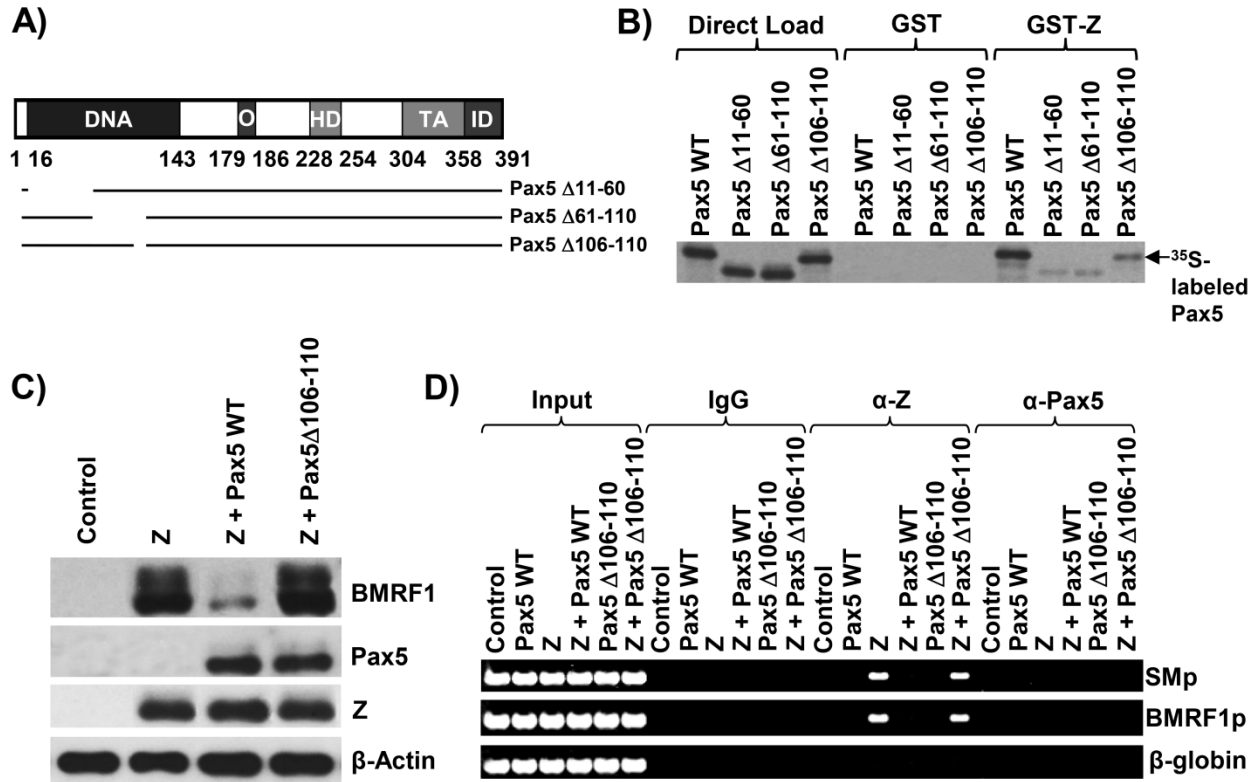 A)
DNA O HD TA ID
1 16 143 179 186 228 254 304 358 391
Pax5 Δ11-60
Pax5 Δ61-110
Pax5 Δ106-110
B)
Direct Load GST GST-Z
Pax5 WT
Pax5 Δ11-60
Pax5 Δ61-110
Pax5 Δ106-110
Pax5 WT
Pax5 Δ11-60
Pax5 Δ61-110
Pax5 Δ106-110
Pax5 WT
Pax5 Δ11-60
Pax5 Δ61-110
Pax5 Δ106-110
35S-
labeled
Pax5
C)
Control
Z
Z + Pax5 WT
Z + Pax5Δ106-110
BMRF1
Pax5
Z
β-Actin
D)
Input IgG α-Z α-Pax5
Control
Pax5 WT
Z
Z + Pax5 WT
Pax5 Δ106-110
Z + Pax5 Δ106-110
Control
Pax5 WT
Z
Z + Pax5 WT
Pax5 Δ106-110
Z + Pax5 Δ106-110
Control
Pax5 WT
Z
Z + Pax5 WT
Pax5 Δ106-110
Z + Pax5 Δ106-110
Control
Pax5 WT
Z
Z + Pax5 WT
Pax5 Δ106-110
Z + Pax5 Δ106-110
SMp
BMRF1p
β-globin